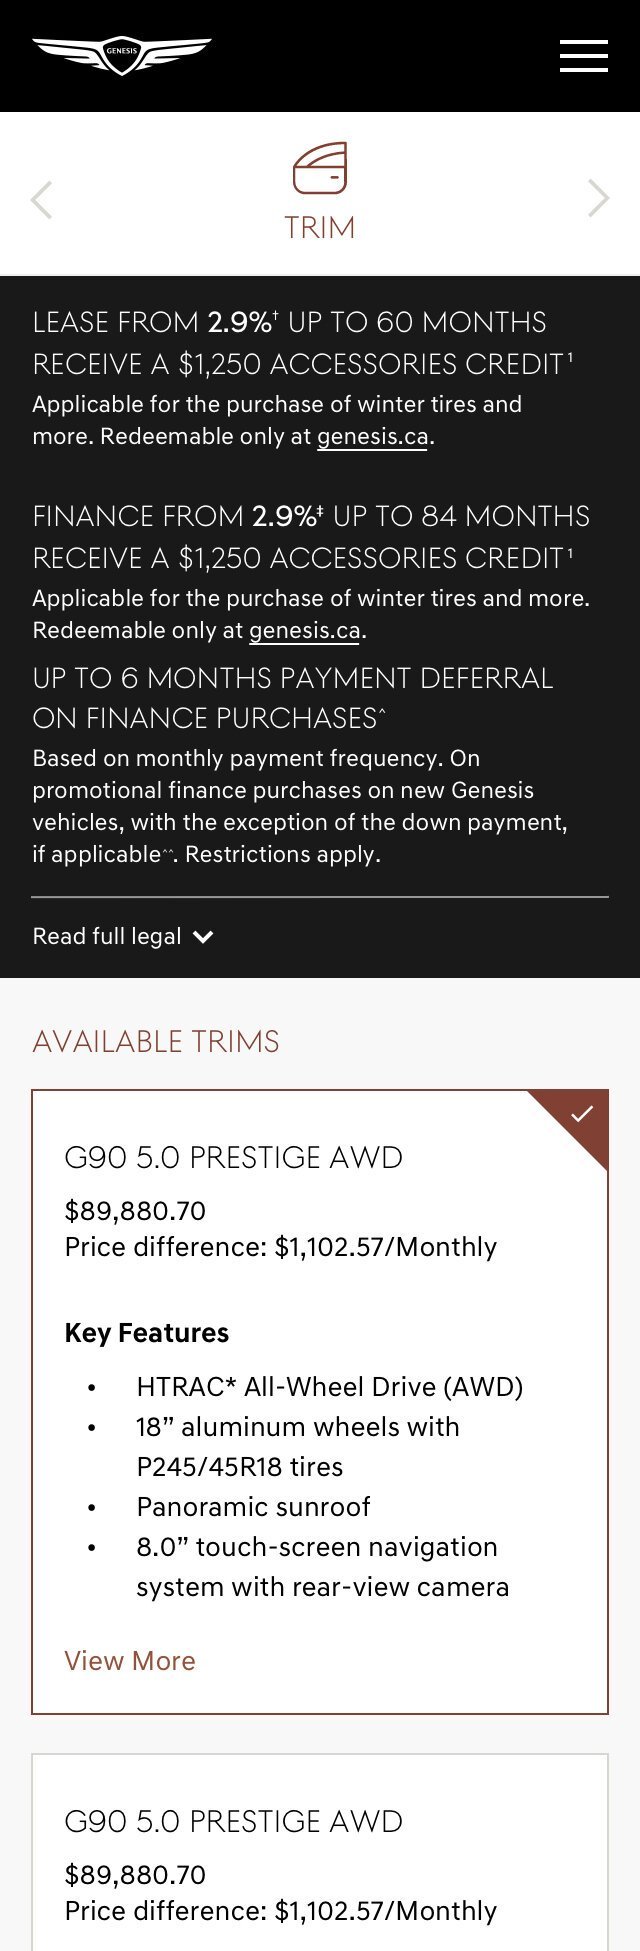 GENESIS
TRIM
LEASE FROM 2.9%† UP TO 60 MONTHS
RECEIVE A $1,250 ACCESSORIES CREDIT¹
Applicable for the purchase of winter tires and
more. Redeemable only at genesis.ca.
FINANCE FROM 2.9%‡ UP TO 84 MONTHS
RECEIVE A $1,250 ACCESSORIES CREDIT¹
Applicable for the purchase of winter tires and more.
Redeemable only at genesis.ca.
UP TO 6 MONTHS PAYMENT DEFERRAL
ON FINANCE PURCHASES^
Based on monthly payment frequency. On
promotional finance purchases on new Genesis
vehicles, with the exception of the down payment,
if applicable^^. Restrictions apply.
Read full legal
AVAILABLE TRIMS
G90 5.0 PRESTIGE AWD
$89,880.70
Price difference: $1,102.57/Monthly
Key Features
• HTRAC* All-Wheel Drive (AWD)
• 18” aluminum wheels with
P245/45R18 tires
• Panoramic sunroof
• 8.0” touch-screen navigation
system with rear-view camera
View More
G90 5.0 PRESTIGE AWD
$89,880.70
Price difference: $1,102.57/Monthly